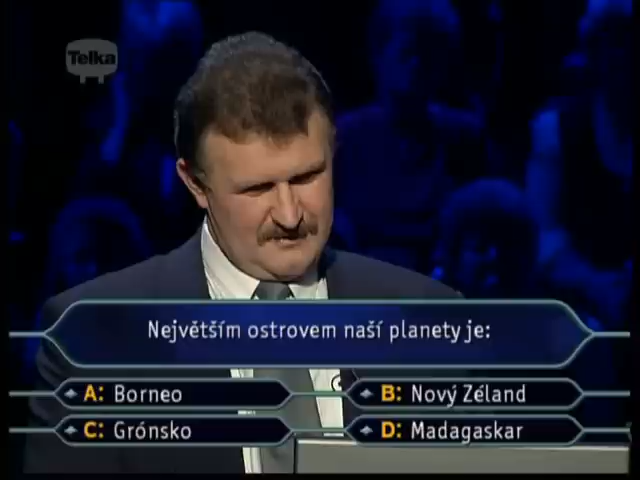 Telka
Největším ostrovem naší planety je:
A: Borneo
B: Nový Zéland
C: Grónsko
D: Madagaskar